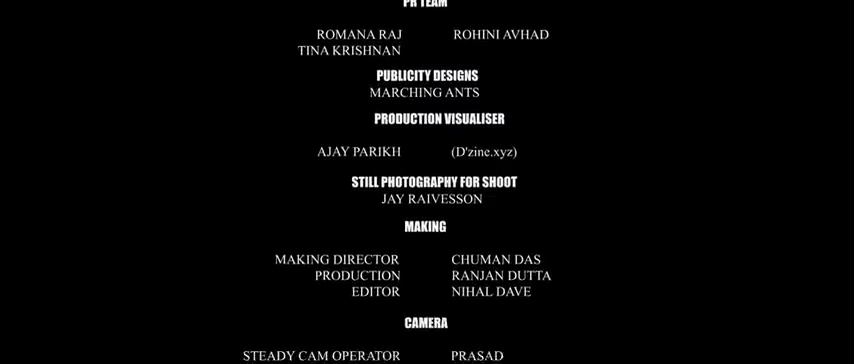 PR TEAM
ROMANA RAJ ROHINI AVHAD
TINA KRISHNAN
PUBLICITY DESIGNS
MARCHING ANTS
PRODUCTION VISUALISER
AJAY PARIKH (D'zine.xyz)
STILL PHOTOGRAPHY FOR SHOOT
JAY RAIVESSON
MAKING
MAKING DIRECTOR CHUMAN DAS
PRODUCTION RANJAN DUTTA
EDITOR NIHAL DAVE
CAMERA
STEADY CAM OPERATOR PRASAD